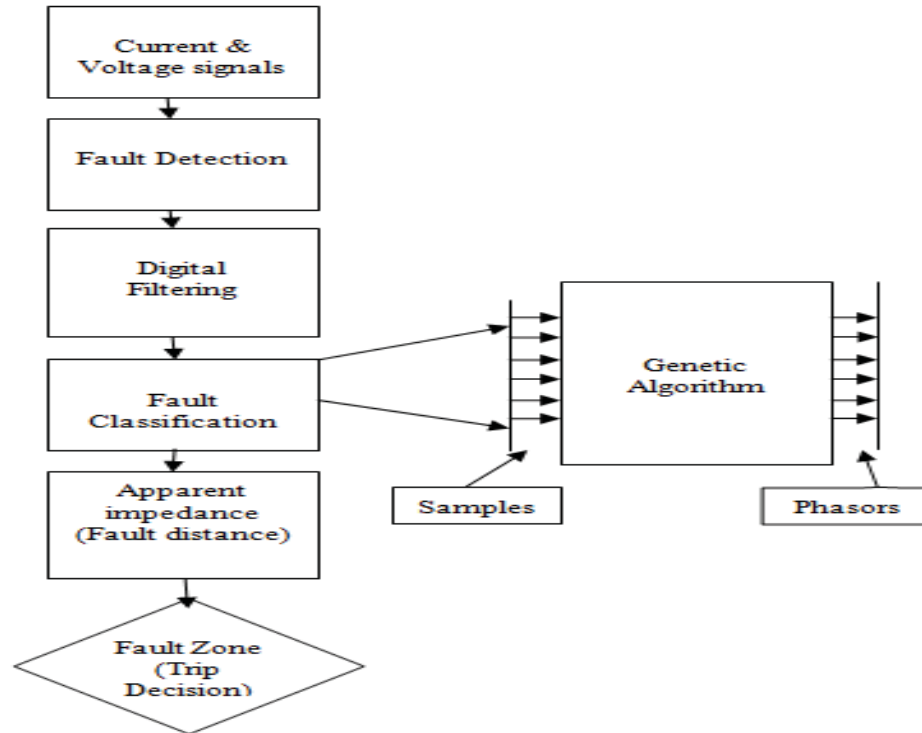 Current &
Voltage signals
Fault Detection
Digital
Filtering
Fault
Classification
Apparent
impedance
(Fault distance)
Fault Zone
(Trip
Decision)
Genetic
Algorithm
Samples
Phasors